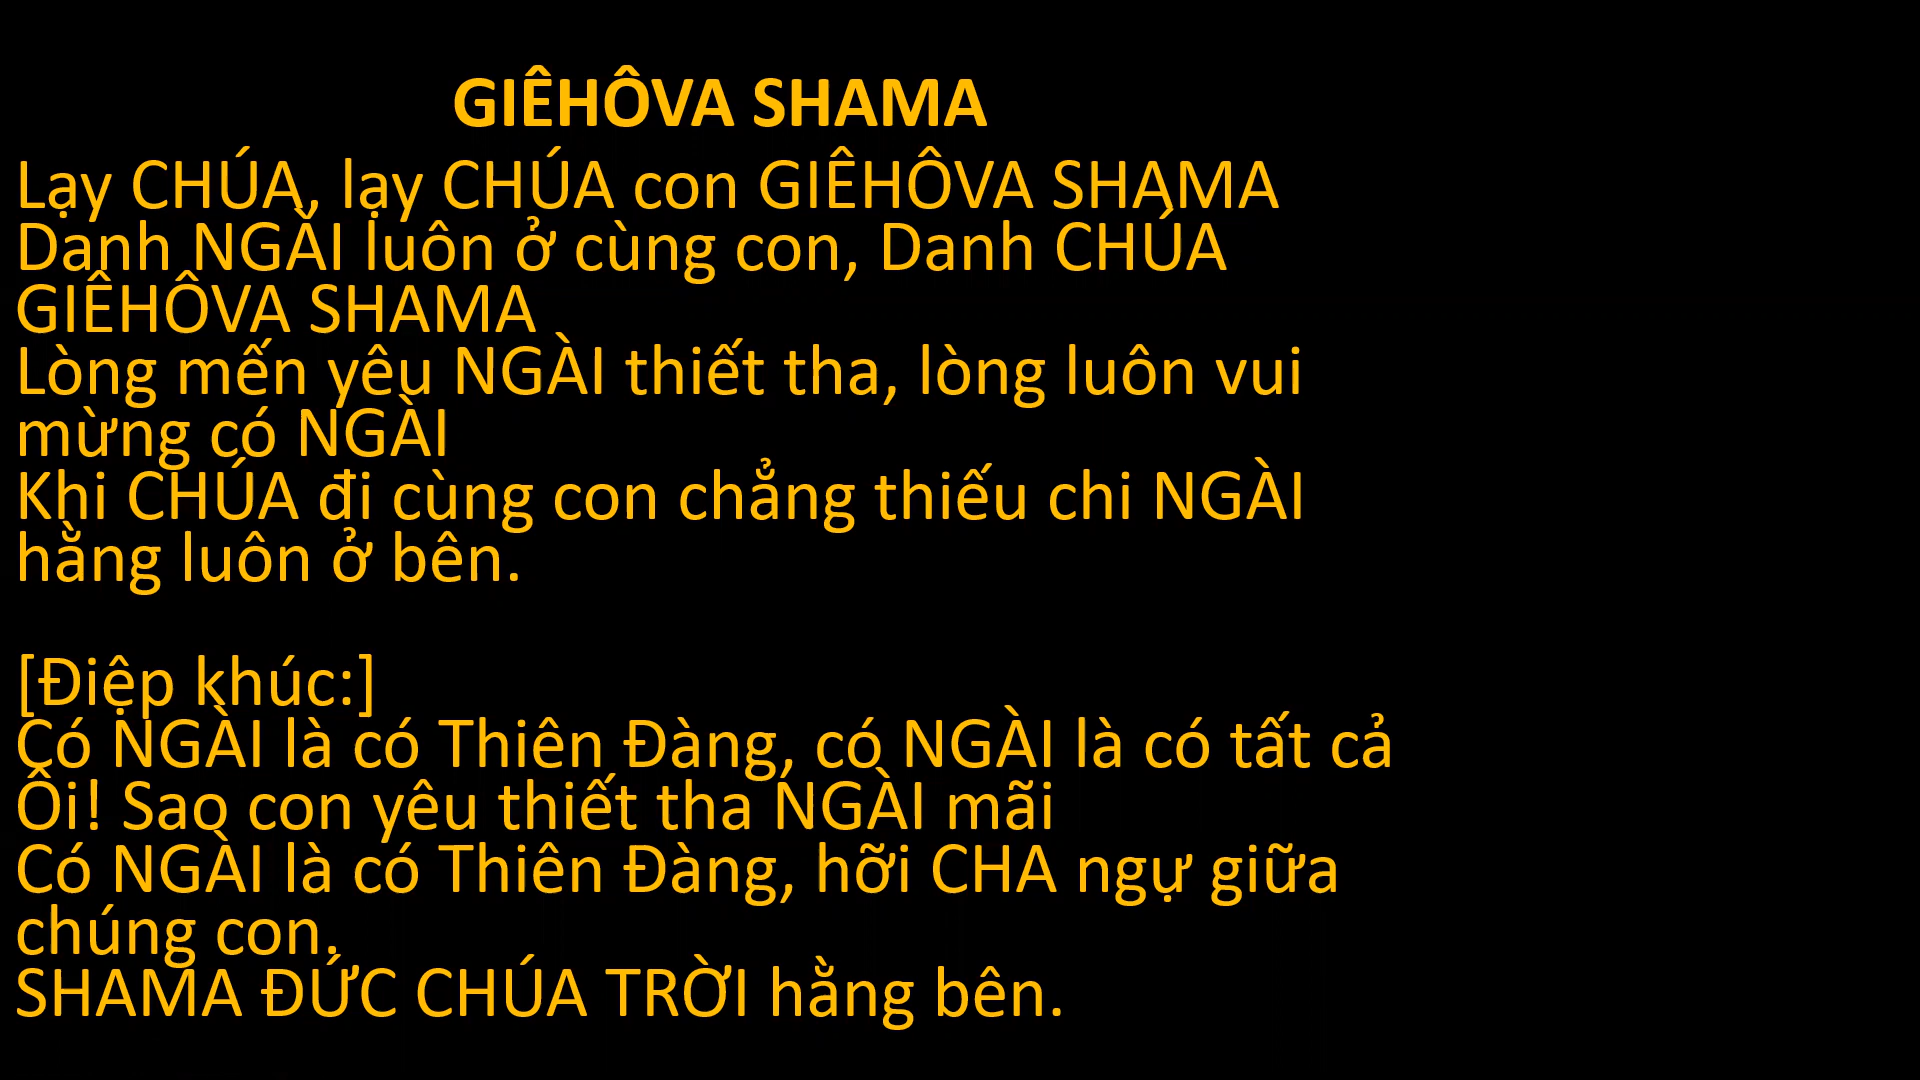 GIÊHÔVA SHAMA
Lạy CHÚA, lạy CHÚA con GIÊHÔVA SHAMA
Danh NGÀI luôn ở cùng con, Danh CHÚA
GIÊHÔVA SHAMA
Lòng mến yêu NGÀI thiết tha, lòng luôn vui
mừng có NGÀI
Khi CHÚA đi cùng con chẳng thiếu chi NGÀI
hằng luôn ở bên.
[Điệp khúc:]
Có NGÀI là có Thiên Đàng, có NGÀI là có tất cả
Ôi! Sao con yêu thiết tha NGÀI mãi
Có NGÀI là có Thiên Đàng, hỡi CHA ngự giữa
chúng con.
SHAMA ĐỨC CHÚA TRỜI hằng bên.